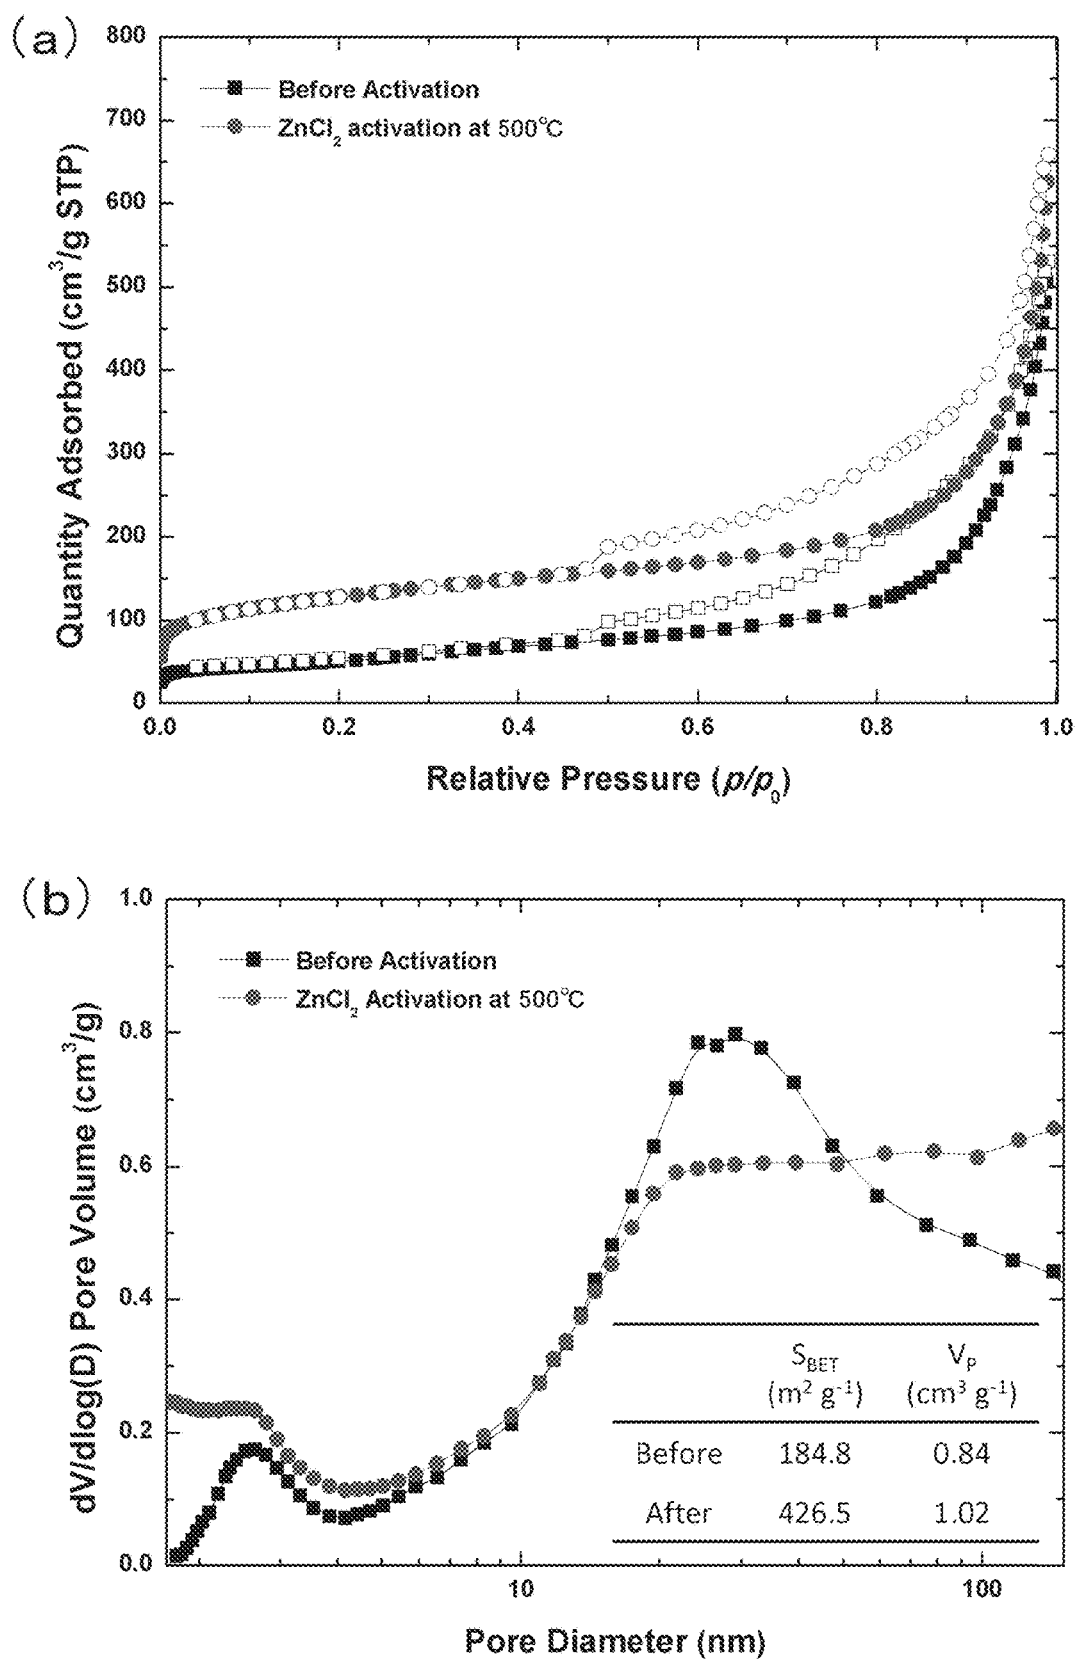 (a)
800
700
600
500
400
300
200
100
0
Quantity Adsorbed (cm³/g STP)
Before Activation
ZnCl₂ activation at 500°C
0.0 0.2 0.4 0.6 0.8 1.0
Relative Pressure (p/p₀)
(b)
1.0
0.8
0.6
0.4
0.2
0.0
dV/dlog(D) Pore Volume (cm³/g)
Before Activation
ZnCl₂ Activation at 500°C
S_BET V_P
(m² g⁻¹) (cm³ g⁻¹)
Before 184.8 0.84
After 426.5 1.02
10 100
Pore Diameter (nm)